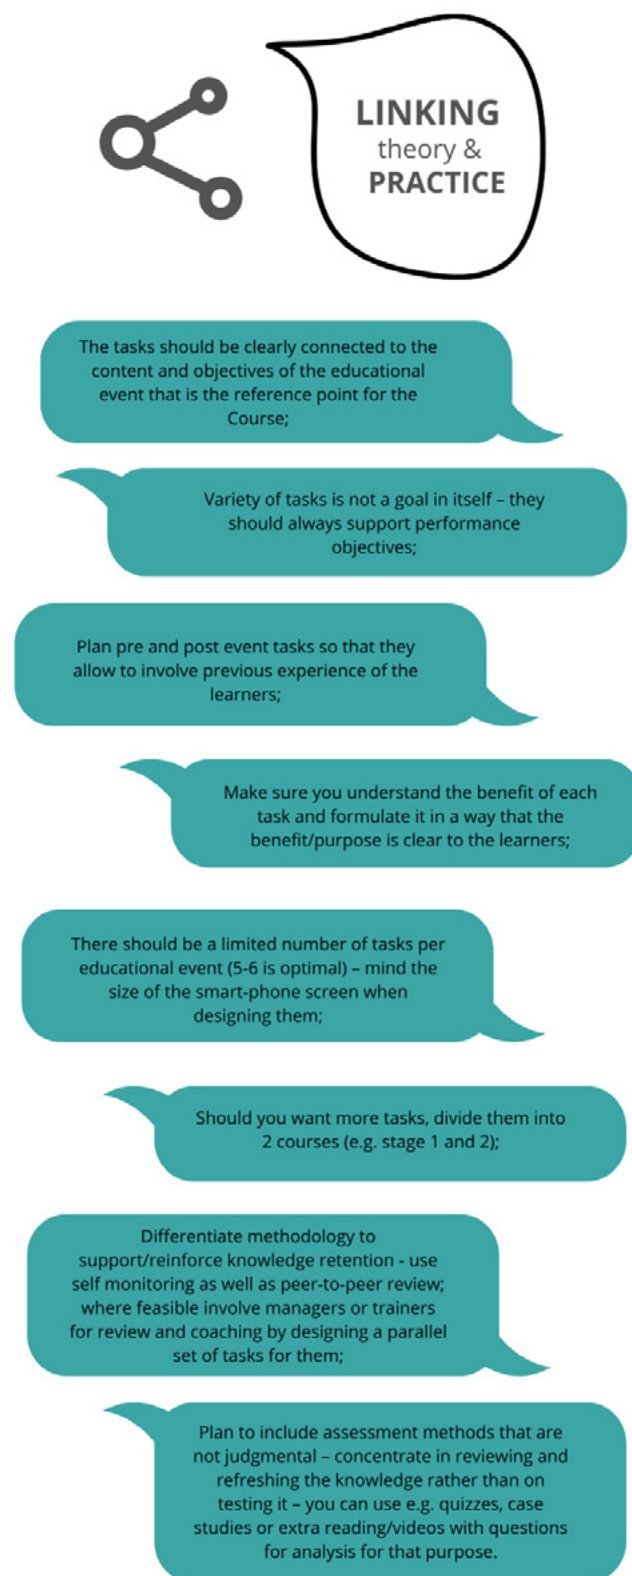 LINKING
theory &
PRACTICE
The tasks should be clearly connected to the
content and objectives of the educational
event that is the reference point for the
Course;
Variety of tasks is not a goal in itself – they
should always support performance
objectives;
Plan pre and post event tasks so that they
allow to involve previous experience of the
learners;
Make sure you understand the benefit of each
task and formulate it in a way that the
benefit/purpose is clear to the learners;
There should be a limited number of tasks per
educational event (5-6 is optimal) – mind the
size of the smart-phone screen when
designing them;
Should you want more tasks, divide them into
2 courses (e.g. stage 1 and 2);
Differentiate methodology to
support/reinforce knowledge retention - use
self monitoring as well as peer-to-peer review;
where feasible involve managers or trainers
for review and coaching by designing a parallel
set of tasks for them;
Plan to include assessment methods that are
not judgmental – concentrate in reviewing and
refreshing the knowledge rather than on
testing it – you can use e.g. quizzes, case
studies or extra reading/videos with questions
for analysis for that purpose.